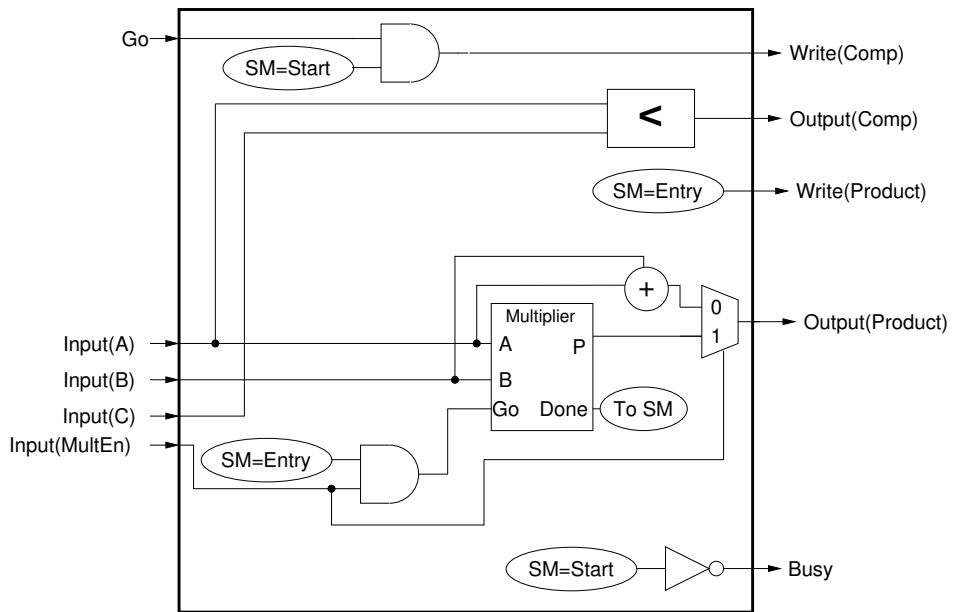 Go
SM=Start
Write(Comp)
<
Output(Comp)
SM=Entry
Write(Product)
+
0
Multiplier
Output(Product)
Input(A)
A
P
1
Input(B)
B
Input(C)
Go
Done
To SM
Input(MultEn)
SM=Entry
SM=Start
Busy